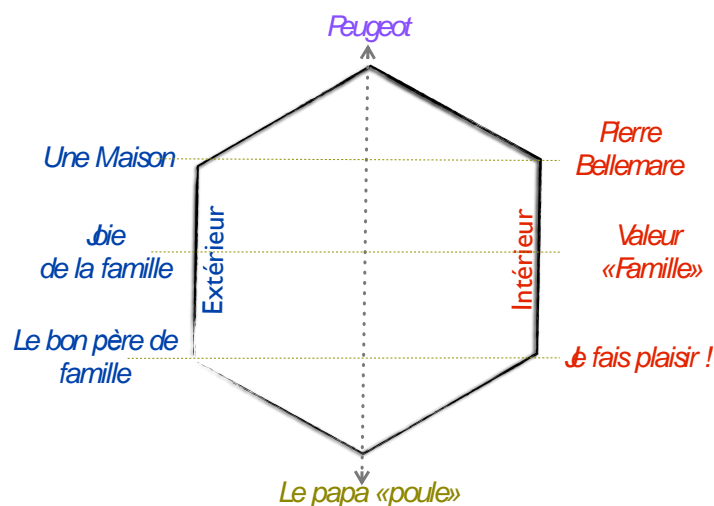 Peugeot
Une Maison
Pierre
Bellemare
Joie
de la famille
Extérieur
Intérieur
Valeur
«Famille»
Le bon père de
famille
Je fais plaisir !
Le papa «poule»